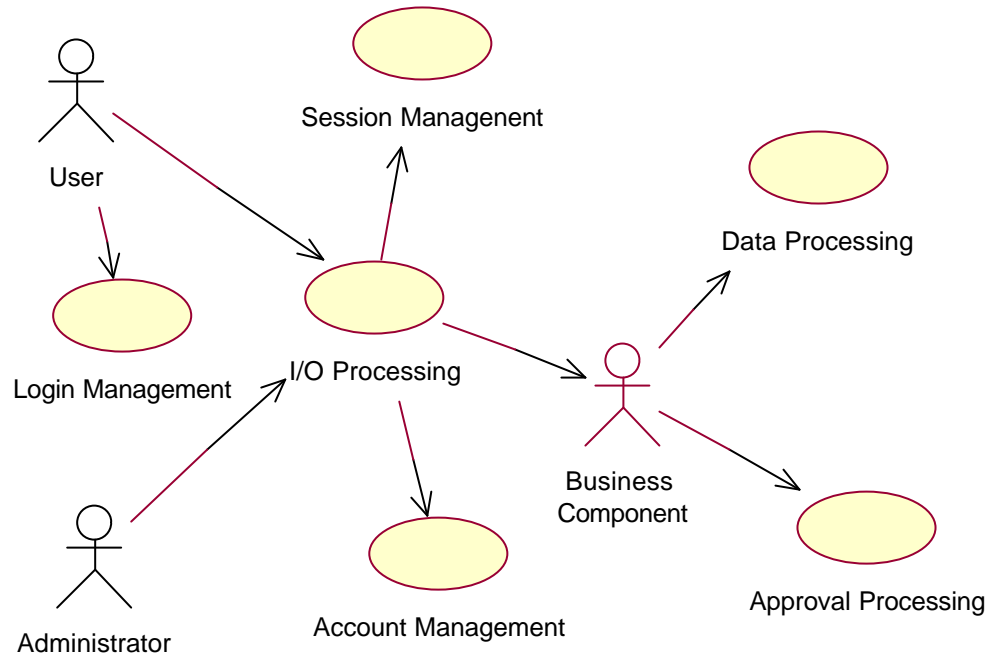 Session Managenent
User
Data Processing
I/O Processing
Login Management
Business
Component
Approval Processing
Account Management
Administrator